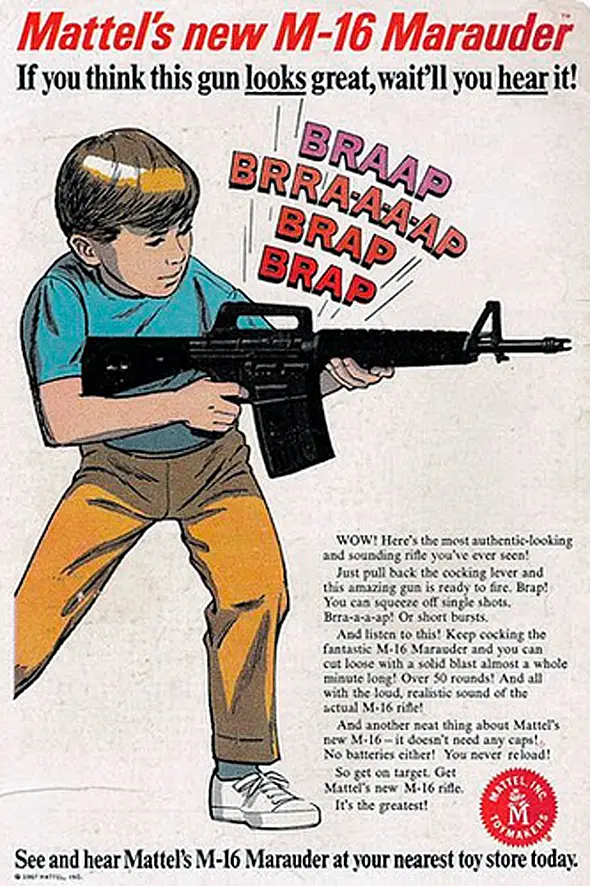 Mattel's new M-16 Marauder™
If you think this gun looks great, wait'll you hear it!
BRAAP
BRRA-A-A-AP
BRAP
BRAP
WOW! Here's the most authentic-looking
and sounding rifle you've ever seen!
Just pull back the cocking lever and
this amazing gun is ready to fire. Brap!
You can squeeze off single shots.
Brra-a-a-ap! Or short bursts.
And listen to this! Keep cocking the
fantastic M-16 Marauder and you can
cut loose with a solid blast almost a whole
minute long! Over 50 rounds! And all
with the loud, realistic sound of the
actual M-16 rifle!
And another neat thing about Mattel's
new M-16—it doesn't need any caps!
No batteries either! You never reload!
So get on target. Get
Mattel's new M-16 rifle.
It's the greatest!
MATTEL, INC.
M
TOYMAKERS
See and hear Mattel's M-16 Marauder at your nearest toy store today.
© 1967 MATTEL, INC.